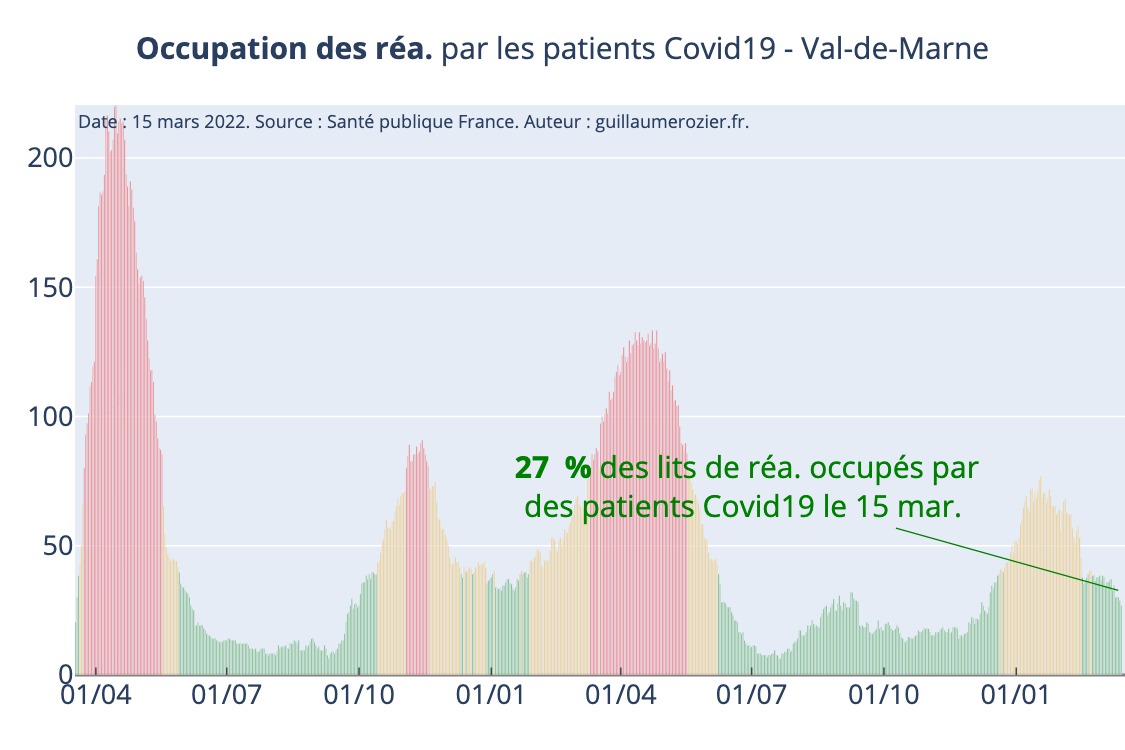 Occupation des réa. par les patients Covid19 - Val-de-Marne
Date : 15 mars 2022. Source : Santé publique France. Auteur : guillaumerozier.fr.
200
150
100
27 % des lits de réa. occupés par
des patients Covid19 le 15 mar.
50
0
01/04 01/07 01/10 01/01 01/04 01/07 01/10 01/01